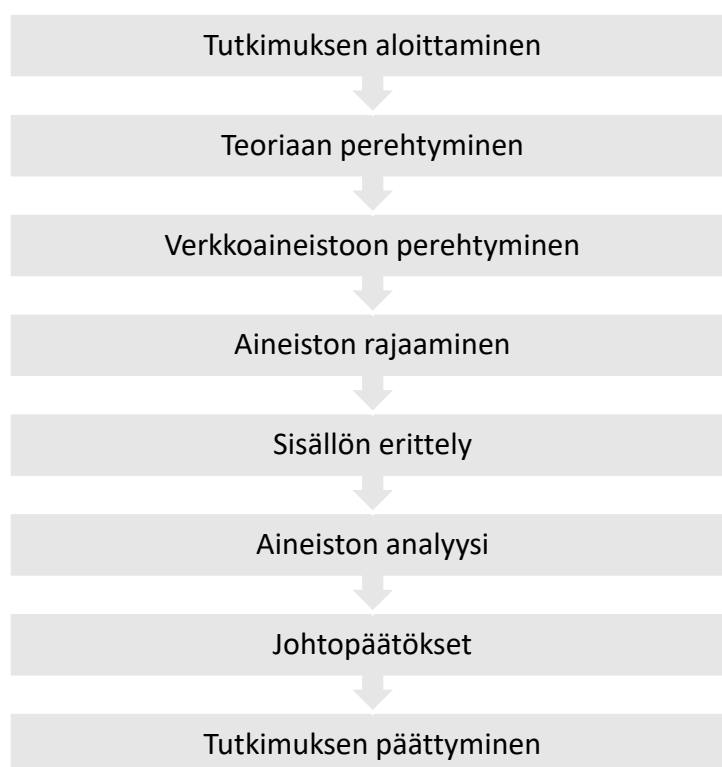 Tutkimuksen aloittaminen
Teoriaan perehtyminen
Verkkoaineistoon perehtyminen
Aineiston rajaaminen
Sisällön erittely
Aineiston analyysi
Johtopäätökset
Tutkimuksen päättyminen